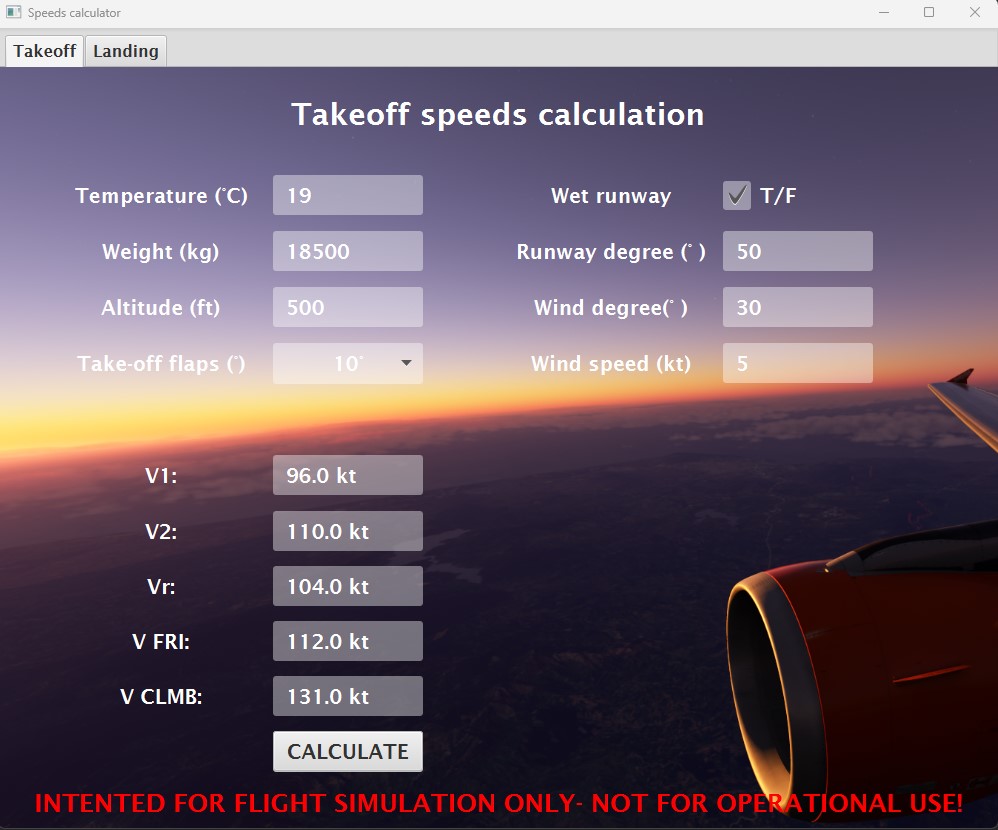 Speeds calculator
Takeoff Landing
Takeoff speeds calculation
Temperature (°C) 19 Wet runway T/F
Weight (kg) 18500 Runway degree (° ) 50
Altitude (ft) 500 Wind degree(° ) 30
Take-off flaps (°) 10° Wind speed (kt) 5
V1: 96.0 kt
V2: 110.0 kt
Vr: 104.0 kt
V FRI: 112.0 kt
V CLMB: 131.0 kt
CALCULATE
INTENTED FOR FLIGHT SIMULATION ONLY- NOT FOR OPERATIONAL USE!